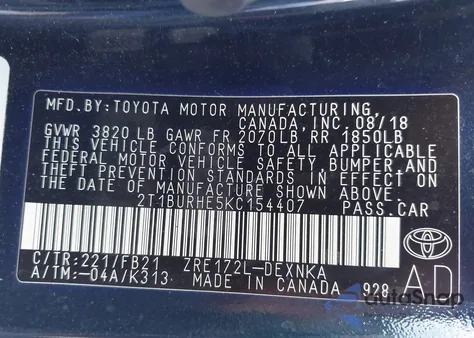 MFD.BY:TOYOTA MOTOR MANUFACTURING
CANADA, INC.08/18
GVWR 3820 LB GAWR FR 2070LB RR 1850LB
THIS VEHICLE CONFORMS TO ALL APPLICABLE
FEDERAL MOTOR VEHICLE SAFETY, BUMPER, AND
THEFT PREVENTION STANDARDS IN EFFECT ON
THE DATE OF MANUFACTURE SHOWN ABOVE.
2T1BURHE5KC154407 PASS.CAR
C/TR:221/FB21 ZRE172L-DEXNKA
A/TM:-04A/K313 MADE IN CANADA 928
AD
AutoSnap